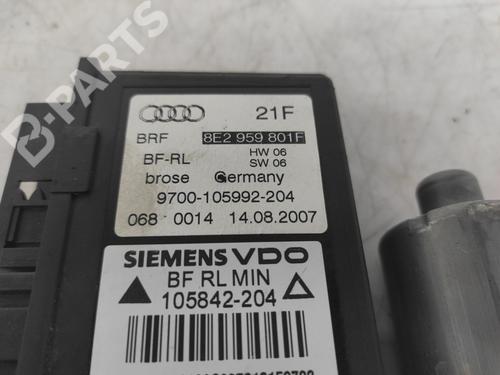 B-PARTS
21F
BRF 8E2 959 801F
BF-RL HW 06
SW 06
brose Germany
9700-105992-204
068 0014 14.08.2007
SIEMENS VDO
BF RL MIN
105842-204